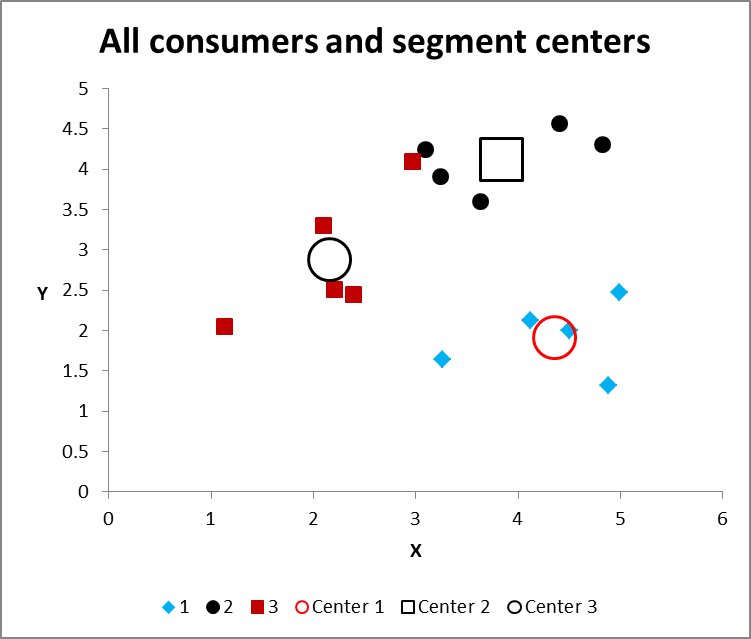 All consumers and segment centers
5
4.5
4
3.5
3
2.5
2
1.5
1
0.5
0
Y
0 1 2 3 4 5 6
X
1 2 3 Center 1 Center 2 Center 3